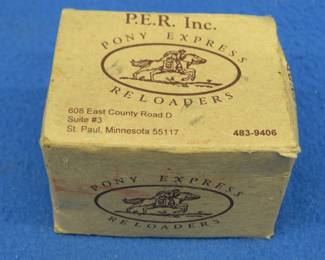 P.E.R. Inc.
PONY EXPRESS
RELOADERS
608 East County Road D
Suite #3
St. Paul, Minnesota 55117
483-9406
PONY EXPRESS
RELOADERS